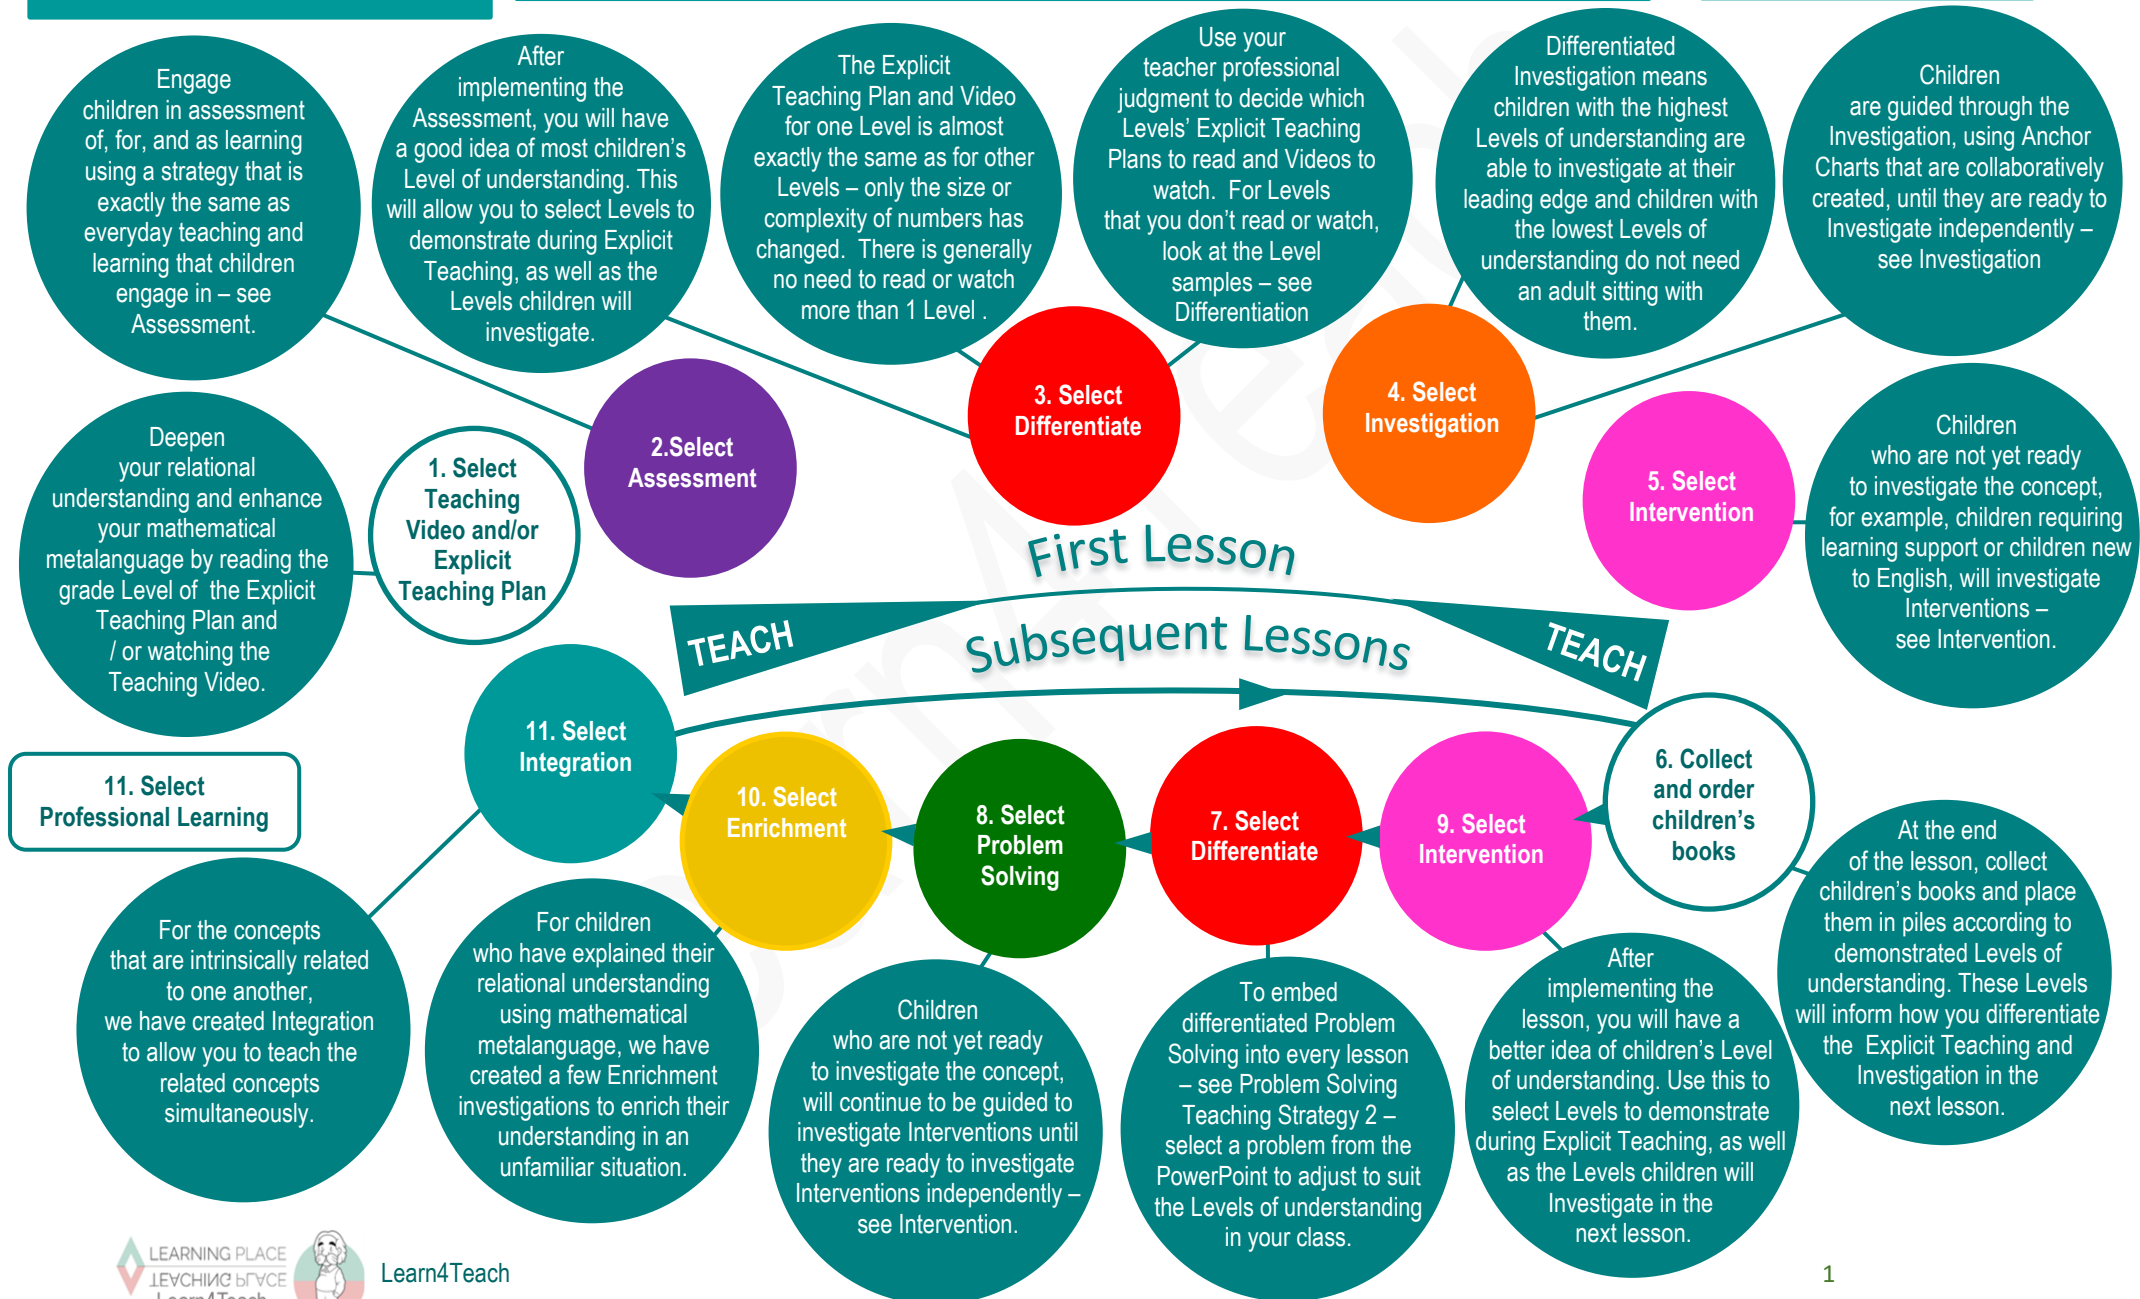 Engage
children in assessment
of, for, and as learning
using a strategy that is
exactly the same as
everyday teaching and
learning that children
engage in – see
Assessment.
After
implementing the
Assessment, you will have
a good idea of most children's
Level of understanding. This
will allow you to select Levels to
demonstrate during Explicit
Teaching, as well as the
Levels children will
investigate.
The Explicit
Teaching Plan and Video
for one Level is almost
exactly the same as for other
Levels – only the size or
complexity of numbers has
changed. There is generally
no need to read or watch
more than 1 Level .
Use your
teacher professional
judgment to decide which
Levels' Explicit Teaching
Plans to read and Videos to
watch. For Levels
that you don't read or watch,
look at the Level
samples – see
Differentiation
Differentiated
Investigation means
children with the highest
Levels of understanding are
able to investigate at their
leading edge and children with
the lowest Levels of
understanding do not need
an adult sitting with
them.
Children
are guided through the
Investigation, using Anchor
Charts that are collaboratively
created, until they are ready to
Investigate independently –
see Investigation
Deepen
your relational
understanding and enhance
your mathematical
metalanguage by reading the
grade Level of the Explicit
Teaching Plan and
/ or watching the
Teaching Video.
1. Select
Teaching
Video and/or
Explicit
Teaching Plan
2.Select
Assessment
3. Select
Differentiate
4. Select
Investigation
5. Select
Intervention
Children
who are not yet ready
to investigate the concept,
for example, children requiring
learning support or children new
to English, will investigate
Interventions –
see Intervention.
First Lesson
TEACH
Subsequent Lessons
TEACH
11. Select
Professional Learning
11. Select
Integration
10. Select
Enrichment
8. Select
Problem
Solving
7. Select
Differentiate
9. Select
Intervention
6. Collect
and order
children's
books
For the concepts
that are intrinsically related
to one another,
we have created Integration
to allow you to teach the
related concepts
simultaneously.
For children
who have explained their
relational understanding
using mathematical
metalanguage, we have
created a few Enrichment
investigations to enrich their
understanding in an
unfamiliar situation.
Children
who are not yet ready
to investigate the concept,
will continue to be guided to
investigate Interventions until
they are ready to investigate
Interventions independently –
see Intervention.
To embed
differentiated Problem
Solving into every lesson
– see Problem Solving
Teaching Strategy 2 –
select a problem from the
PowerPoint to adjust to suit
the Levels of understanding
in your class.
After
implementing the
lesson, you will have a
better idea of children's Level
of understanding. Use this to
select Levels to demonstrate
during Explicit Teaching, as well
as the Levels children will
Investigate in the
next lesson.
At the end
of the lesson, collect
children's books and place
them in piles according to
demonstrated Levels of
understanding. These Levels
will inform how you differentiate
the Explicit Teaching and
Investigation in the
next lesson.
LEARNING PLACE
TEACHING PLACE
Learn4Teach
Learn4Teach
1